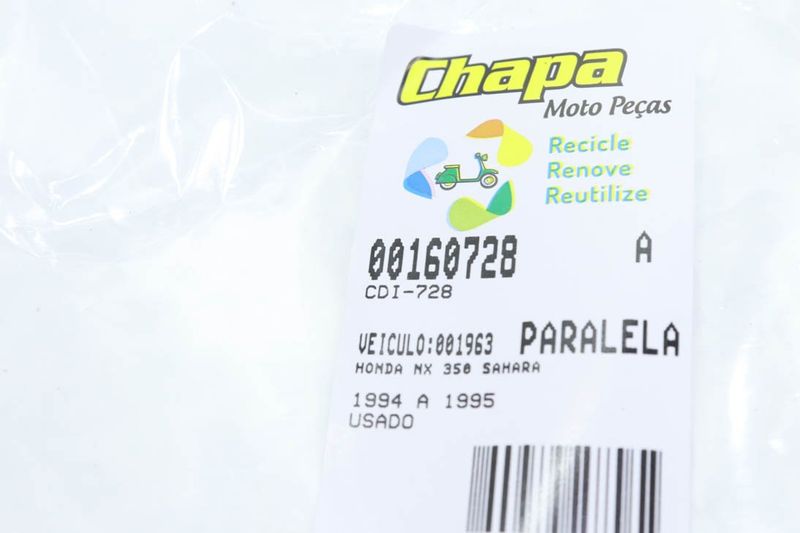 Chapa
Moto Peças
Recicle
Renove
Reutilize
00160728 A
CDI-728
VEICULO:001963 PARALELA
HONDA NX 350 SAHARA
1994 A 1995
USADO